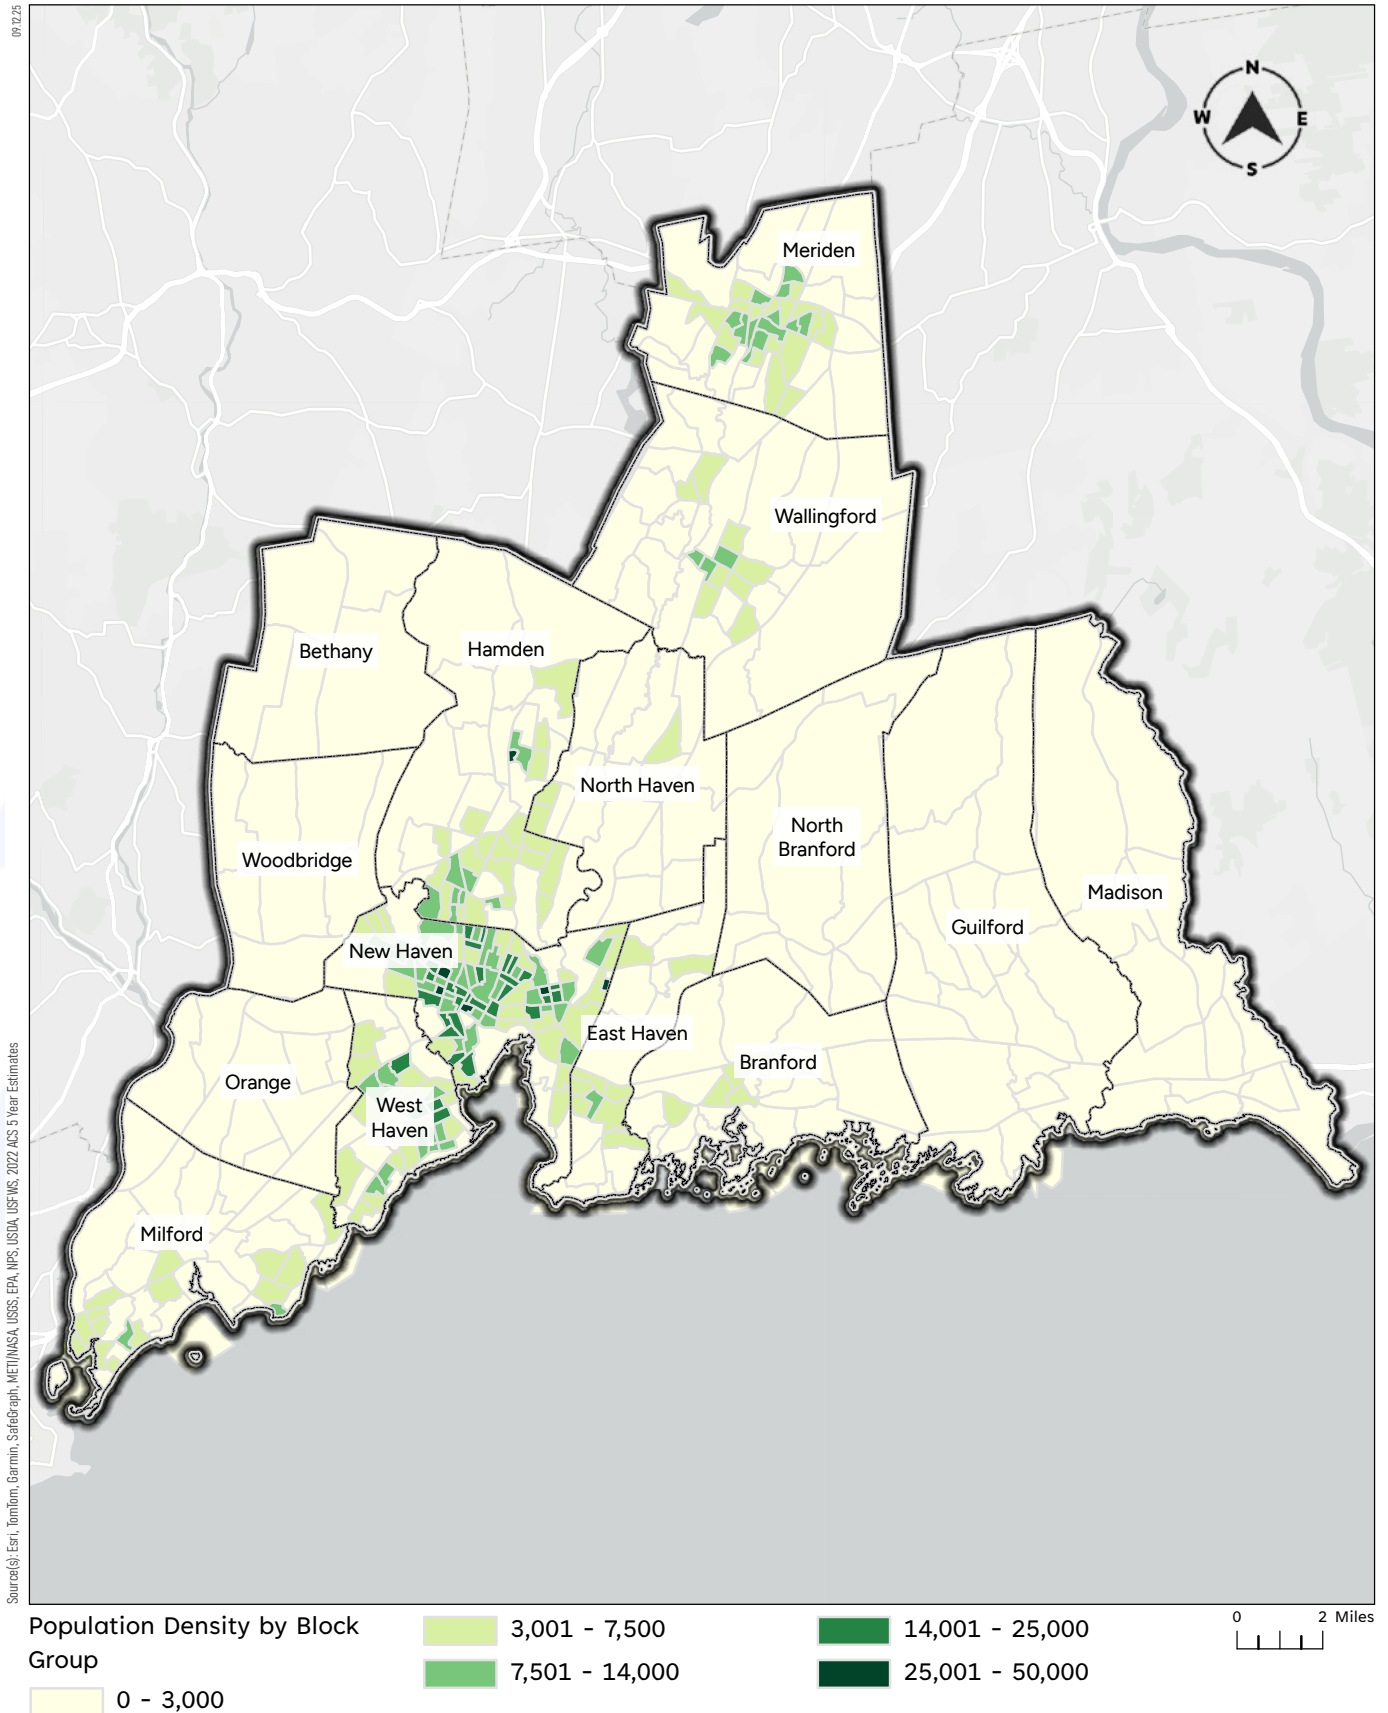 09.12.25
N
W
E
S
Meriden
Wallingford
Bethany
Hamden
North Haven
North
Branford
Woodbridge
Madison
Guilford
New Haven
East Haven
Branford
Orange
West
Haven
Milford
Source(s): Esri, TomTom, Garmin, SafeGraph, METI/NASA, USGS, EPA, NPS, USDA, USFWS, 2022 ACS 5 Year Estimates
Population Density by Block
Group
0 - 3,000
3,001 - 7,500
7,501 - 14,000
14,001 - 25,000
25,001 - 50,000
0 2 Miles